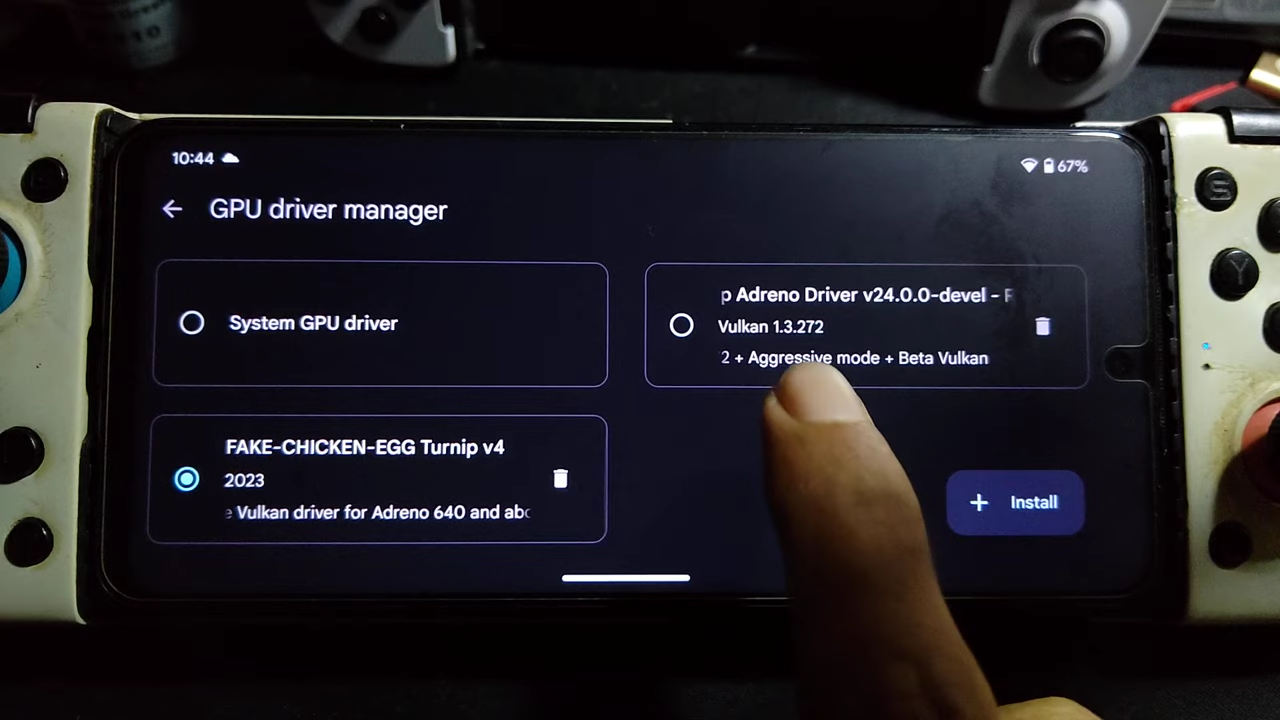 10:44
67%
GPU driver manager
System GPU driver
p Adreno Driver v24.0.0-devel -
Vulkan 1.3.272
2 + Aggressive mode + Beta Vulkan
FAKE-CHICKEN-EGG Turnip v4
2023
e Vulkan driver for Adreno 640 and abo
+ Install
S
Y